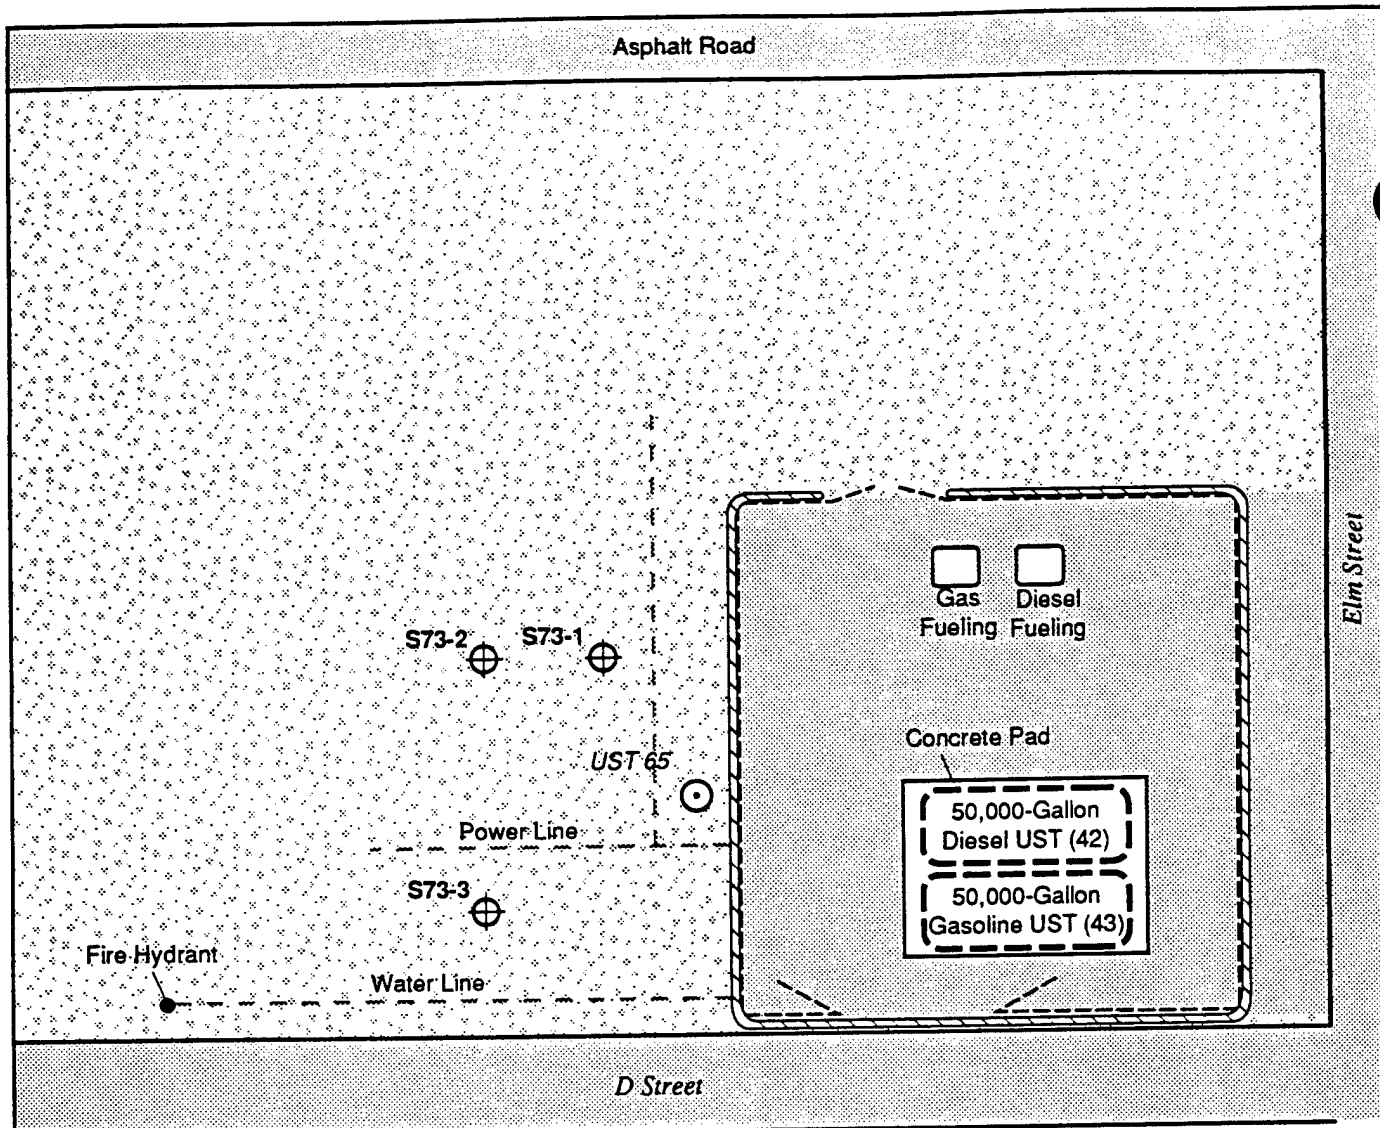 Asphalt Road
Elm Street
Gas
Fueling
Diesel
Fueling
S73-2
S73-1
Concrete Pad
UST 65
50,000-Gallon
Diesel UST (42)
Power Line
S73-3
50,000-Gallon
Gasoline UST (43)
Fire Hydrant
Water Line
D Street